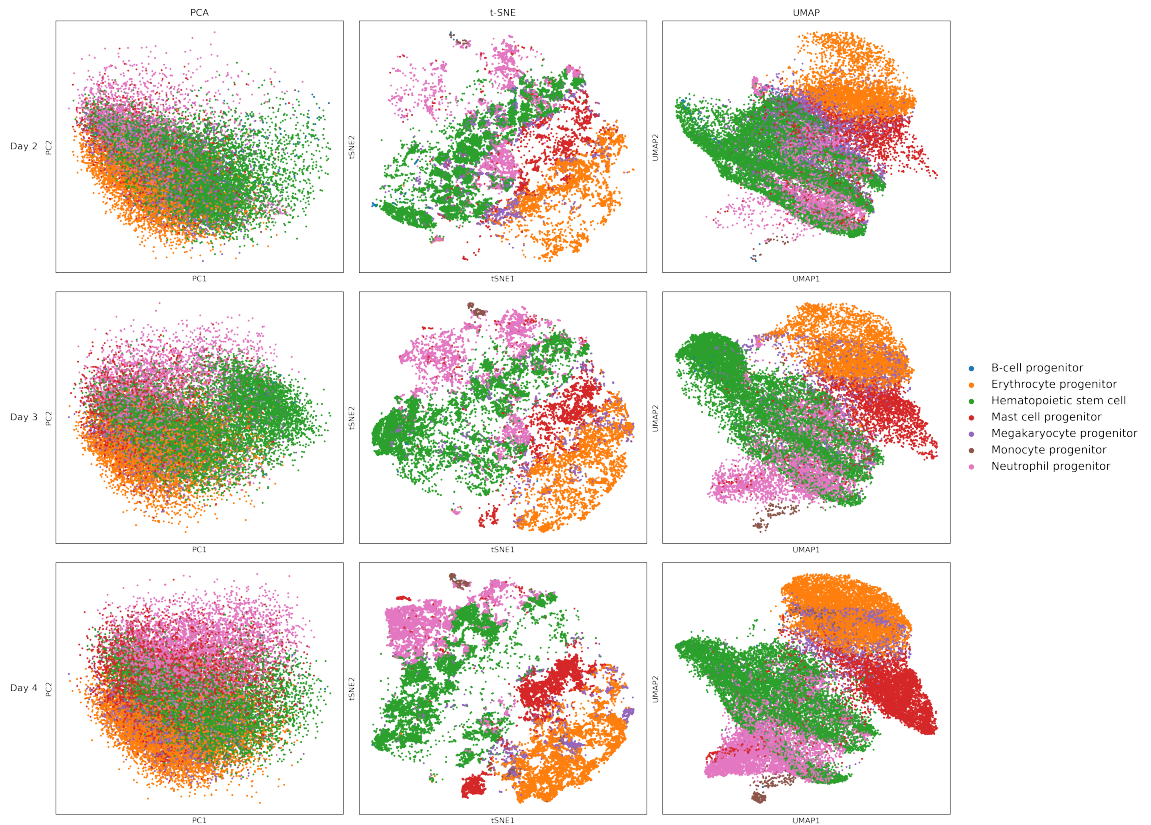 PCA
t-SNE
UMAP
Day 2
PC2
tSNE2
UMAP2
PC1
tSNE1
UMAP1
Day 3
PC2
tSNE2
UMAP2
PC1
tSNE1
UMAP1
B-cell progenitor
Erythrocyte progenitor
Hematopoietic stem cell
Mast cell progenitor
Megakaryocyte progenitor
Monocyte progenitor
Neutrophil progenitor
Day 4
PC2
tSNE2
UMAP2
PC1
tSNE1
UMAP1